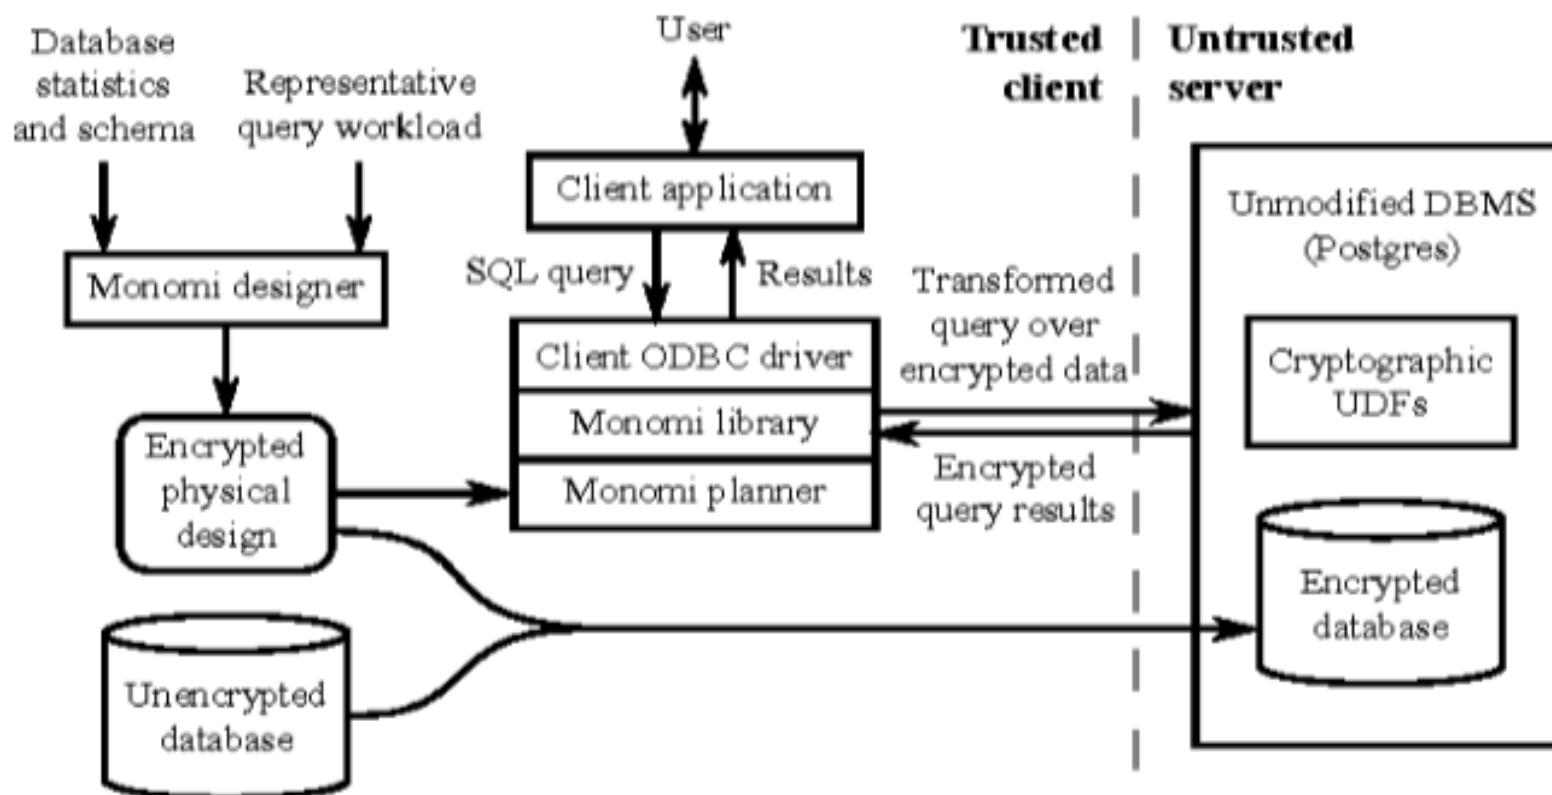 Database
statistics
and schema
Representative
query workload
User
Trusted
client
Untrusted
server
Client application
Unmodified DBMS
(Postgres)
Monomi designer
SQL query
Results
Transformed
query over
encrypted data
Client ODBC driver
Monomi library
Monomi planner
Cryptographic
UDFs
Encrypted
physical
design
Encrypted
query results
Encrypted
database
Unencrypted
database